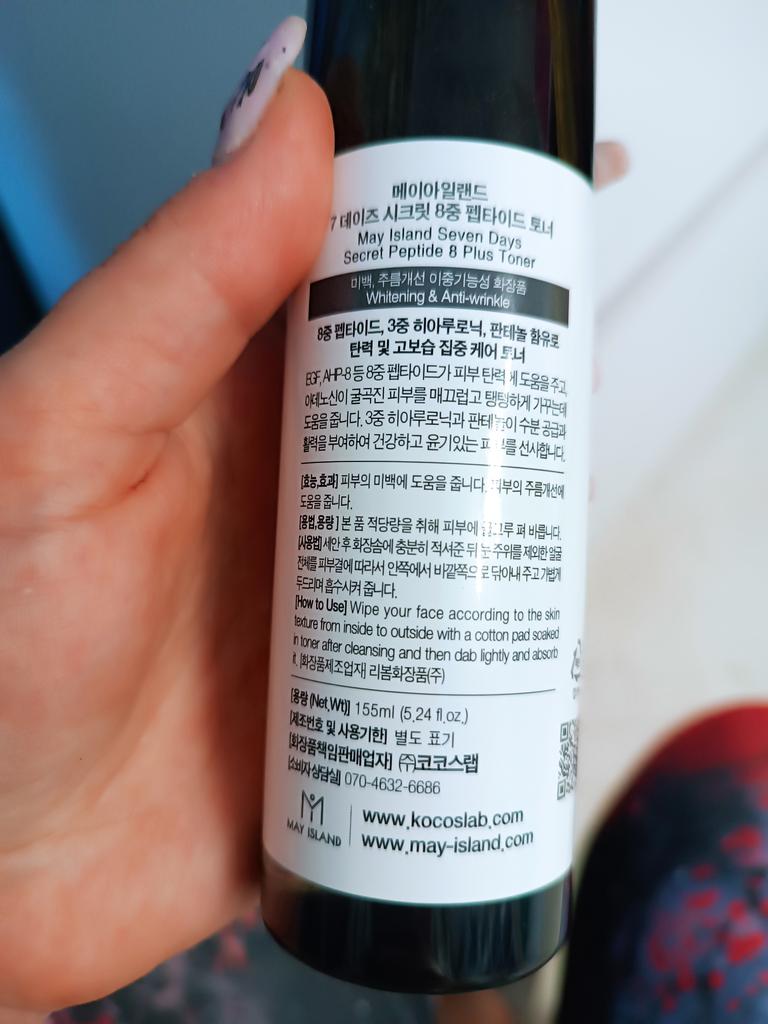 메이아일랜드
7 데이즈 시크릿 8중 펩타이드 토너
May Island Seven Days
Secret Peptide 8 Plus Toner
미백, 주름개선 이중기능성 화장품
Whitening & Anti-wrinkle
8중 펩타이드, 3중 히아루로닉, 판테놀 함유로
탄력 및 고보습 집중 케어 토너
EGF, AHP-8 등 8중 펩타이드가 피부 탄력에 도움을 주고,
아데노신이 굴곡진 피부를 매끄럽고 탱탱하게 가꾸는데
도움을 줍니다. 3중 히아루로닉과 판테놀이 수분 공급과
활력을 부여하여 건강하고 윤기있는 피부를 선사합니다.
[효능,효과] 피부의 미백에 도움을 줍니다. 피부의 주름개선에
도움을 줍니다.
[용법,용량] 본 품 적당량을 취해 피부에 골고루 펴 바릅니다.
[사용법] 세안 후 화장솜에 충분히 적셔준 뒤 눈 주위를 제외한 얼굴
전체를 피부결에 따라서 안쪽에서 바깥쪽으로 닦아내 주고 가볍게
두드리며 흡수시켜 줍니다.
[How to Use] Wipe your face according to the skin
texture from inside to outside with a cotton pad soaked
in toner after cleansing and then dab lightly and absorb
it. [화장품제조업자] 리봄화장품(주)
[용량 (Net.Wt)] 155ml (5.24 fl.oz.)
[제조번호 및 사용기한] 별도 표기
[화장품책임판매업자] (주)코코스랩
[소비자상담실] 070-4632-6686
MAY ISLAND
www.kocoslab.com
www.may-island.com